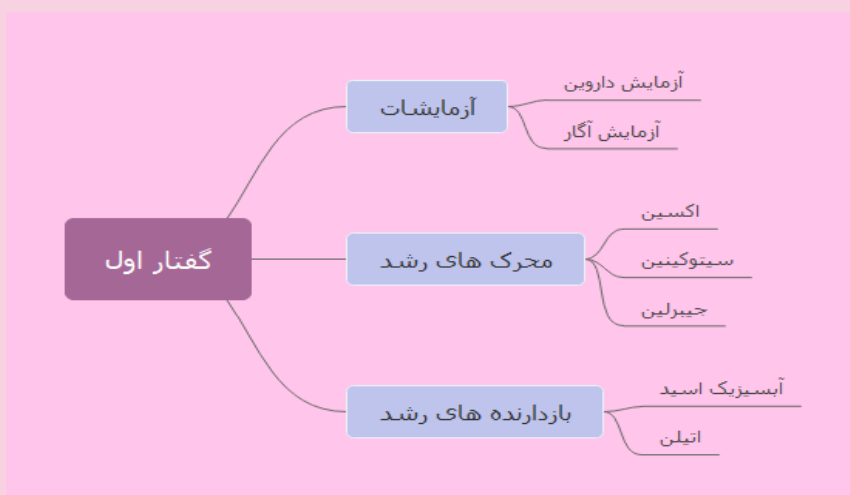 گفتار اول
آزمایشات
آزمایش داروین
آزمایش آگار
محرک های رشد
اکسین
سیتوکینین
جیبرلین
بازدارنده های رشد
آبسیزیک اسید
اتیلن